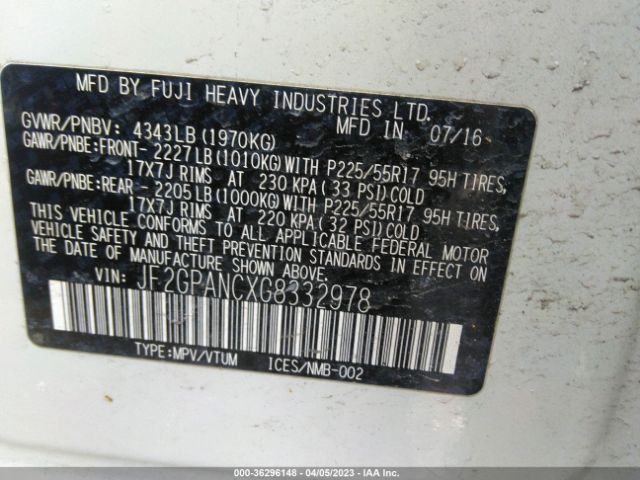 MFD BY FUJI HEAVY INDUSTRIES LTD.
MFD IN 07/16
GVWR/PNBV: 4343LB(1970KG)
GAWR/PNBE:FRONT- 2227LB(1010KG)WITH P225/55R17 95H TIRES,
17X7J RIMS AT 230 KPA(33 PSI)COLD
GAWR/PNBE:REAR - 2205LB(1000KG)WITH P225/55R17 95H TIRES,
17X7J RIMS AT 220 KPA(32 PSI)COLD
THIS VEHICLE CONFORMS TO ALL APPLICABLE FEDERAL MOTOR
VEHICLE SAFETY AND THEFT PREVENTION STANDARDS IN EFFECT ON
THE DATE OF MANUFACTURE SHOWN ABOVE.
VIN: JF2GPANCXG8332978
TYPE:MPV/VTUM ICES/NMB-002
000-36296148 - 04/05/2023 - IAA Inc.